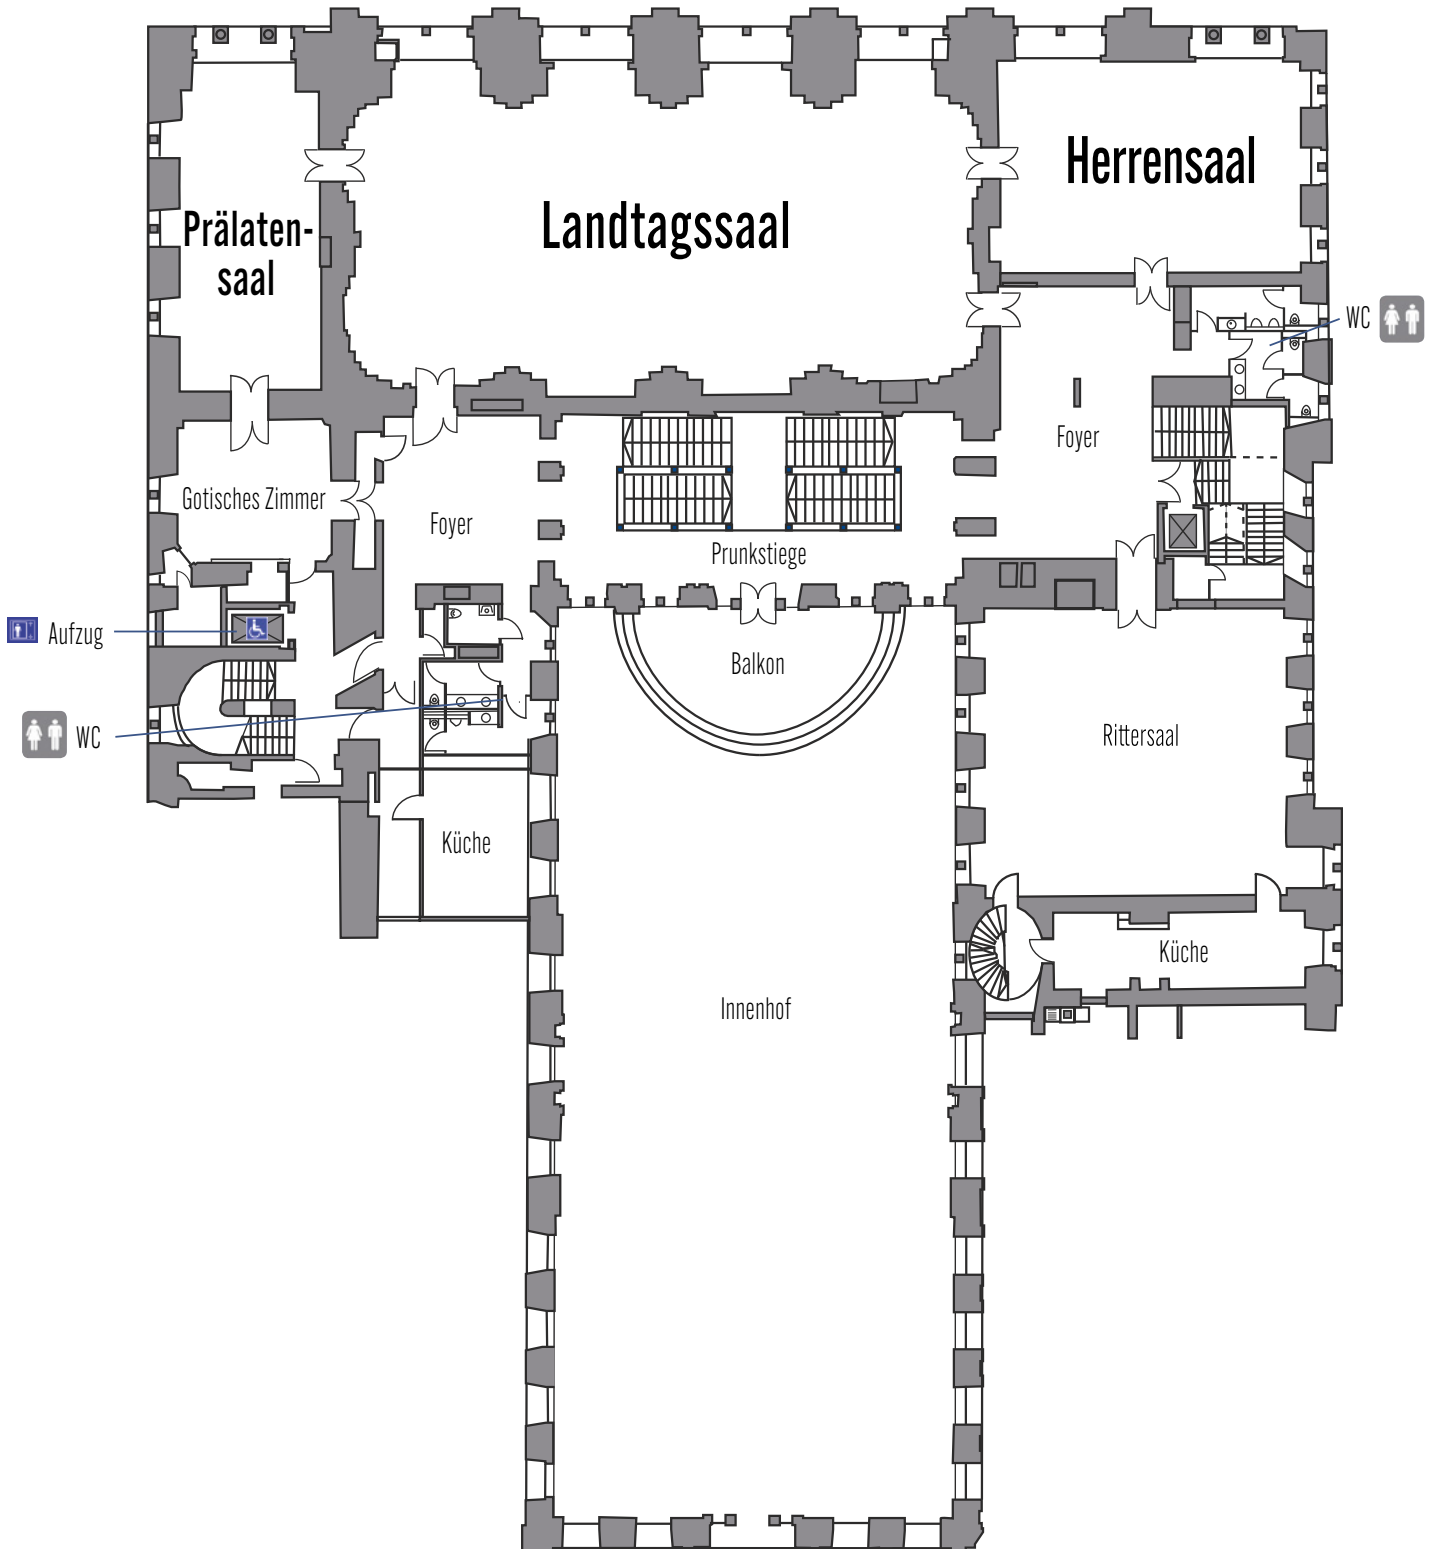 Herrensaal
Landtagssaal
Prälaten-
saal
WC
Foyer
Gotisches Zimmer
Foyer
Prunkstiege
Aufzug
Balkon
WC
Rittersaal
Küche
Küche
Innenhof